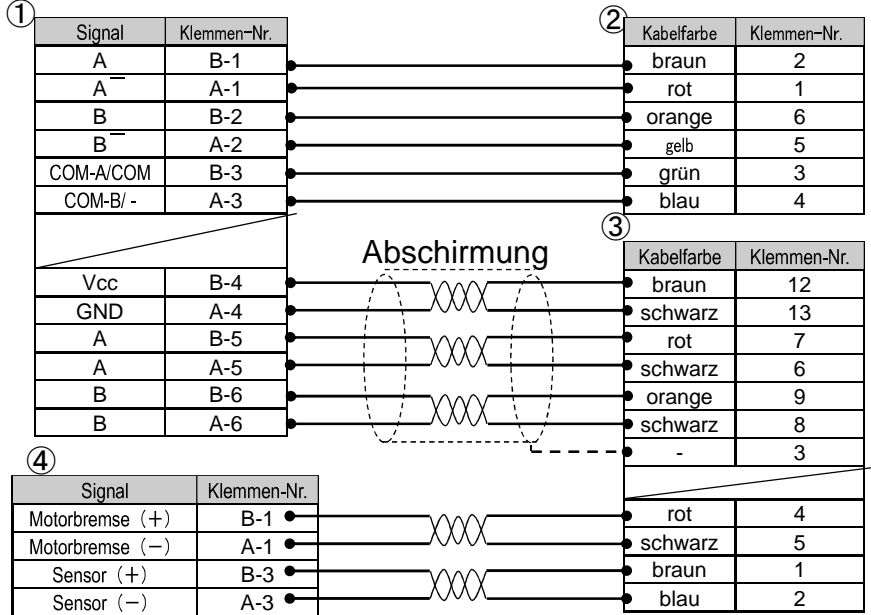 ①
Signal Klemmen-Nr.
A B-1
A¯ A-1
B B-2
B¯ A-2
COM-A/COM B-3
COM-B/ - A-3
Vcc B-4
GND A-4
A B-5
A A-5
B B-6
B A-6
②
Kabelfarbe Klemmen-Nr.
braun 2
rot 1
orange 6
gelb 5
grün 3
blau 4
Abschirmung
③
Kabelfarbe Klemmen-Nr.
braun 12
schwarz 13
rot 7
schwarz 6
orange 9
schwarz 8
- 3
rot 4
schwarz 5
braun 1
blau 2
④
Signal Klemmen-Nr.
Motorbremse (+) B-1
Motorbremse (−) A-1
Sensor (+) B-3
Sensor (−) A-3